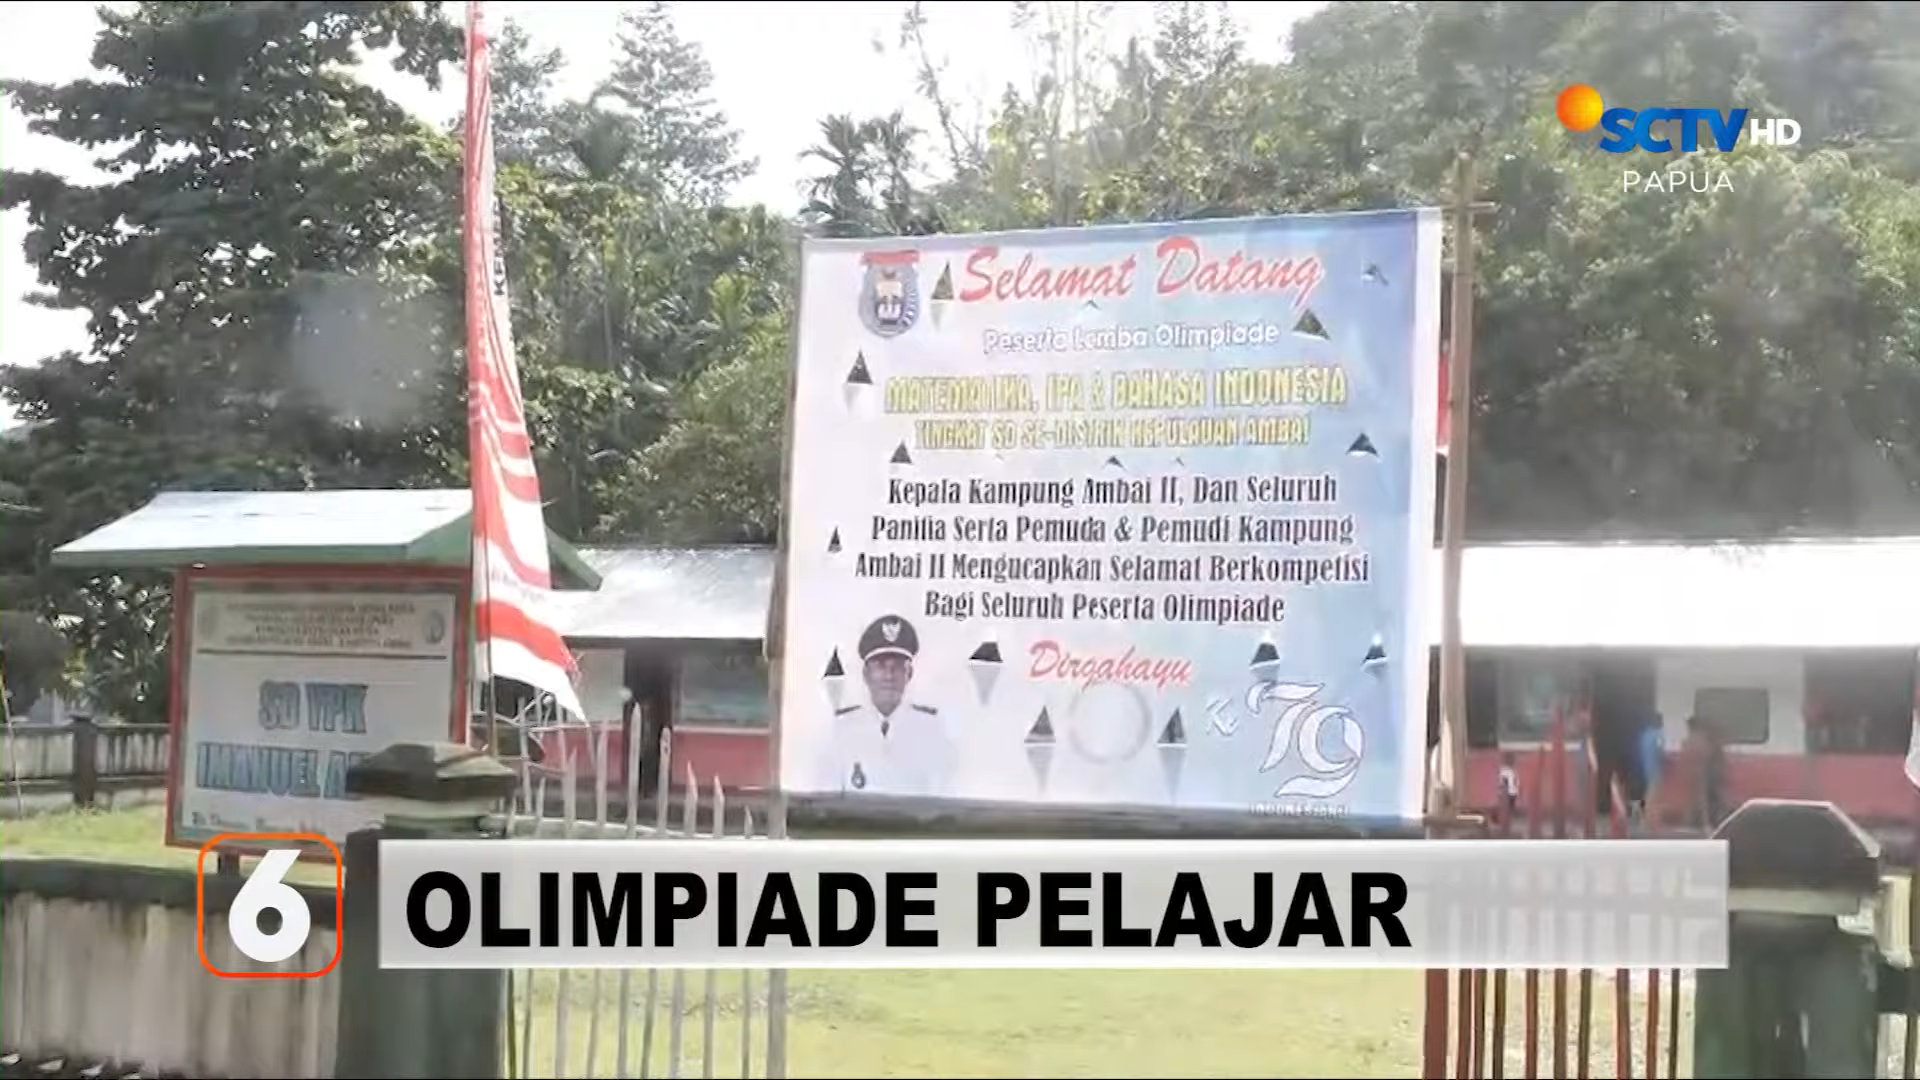 SCTV HD
PAPUA
Selamat Datang
Peserta Lomba Olimpiade
MATEMATIKA, IPA & BAHASA INDONESIA
TINGKAT SD SE-DISTRIK KEPULAUAN AMBAI
Kepala Kampung Ambai II, Dan Seluruh
Panitia Serta Pemuda & Pemudi Kampung
Ambai II Mengucapkan Selamat Berkompetisi
Bagi Seluruh Peserta Olimpiade
Dirgahayu
79
SD YPK
IMANUEL
6 OLIMPIADE PELAJAR